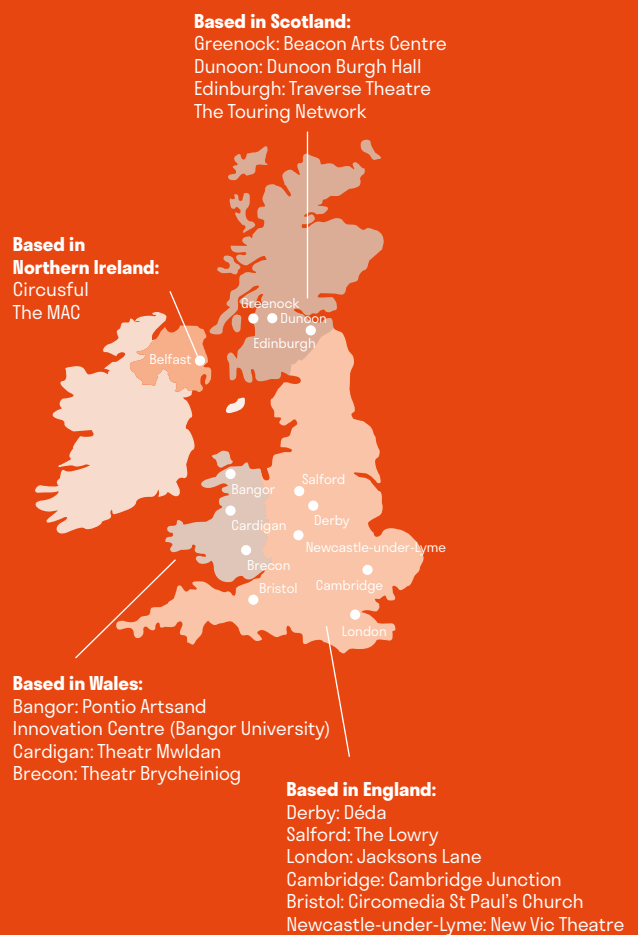 Based in Scotland:
Greenock: Beacon Arts Centre
Dunoon: Dunoon Burgh Hall
Edinburgh: Traverse Theatre
The Touring Network
Based in
Northern Ireland:
Circusful
The MAC
Greenock
Dunoon
Edinburgh
Belfast
Bangor
Salford
Cardigan
Derby
Newcastle-under-Lyme
Brecon
Cambridge
Bristol
London
Based in Wales:
Bangor: Pontio Artsand
Innovation Centre (Bangor University)
Cardigan: Theatr Mwldan
Brecon: Theatr Brycheiniog
Based in England:
Derby: Déda
Salford: The Lowry
London: Jacksons Lane
Cambridge: Cambridge Junction
Bristol: Circomedia St Paul's Church
Newcastle-under-Lyme: New Vic Theatre